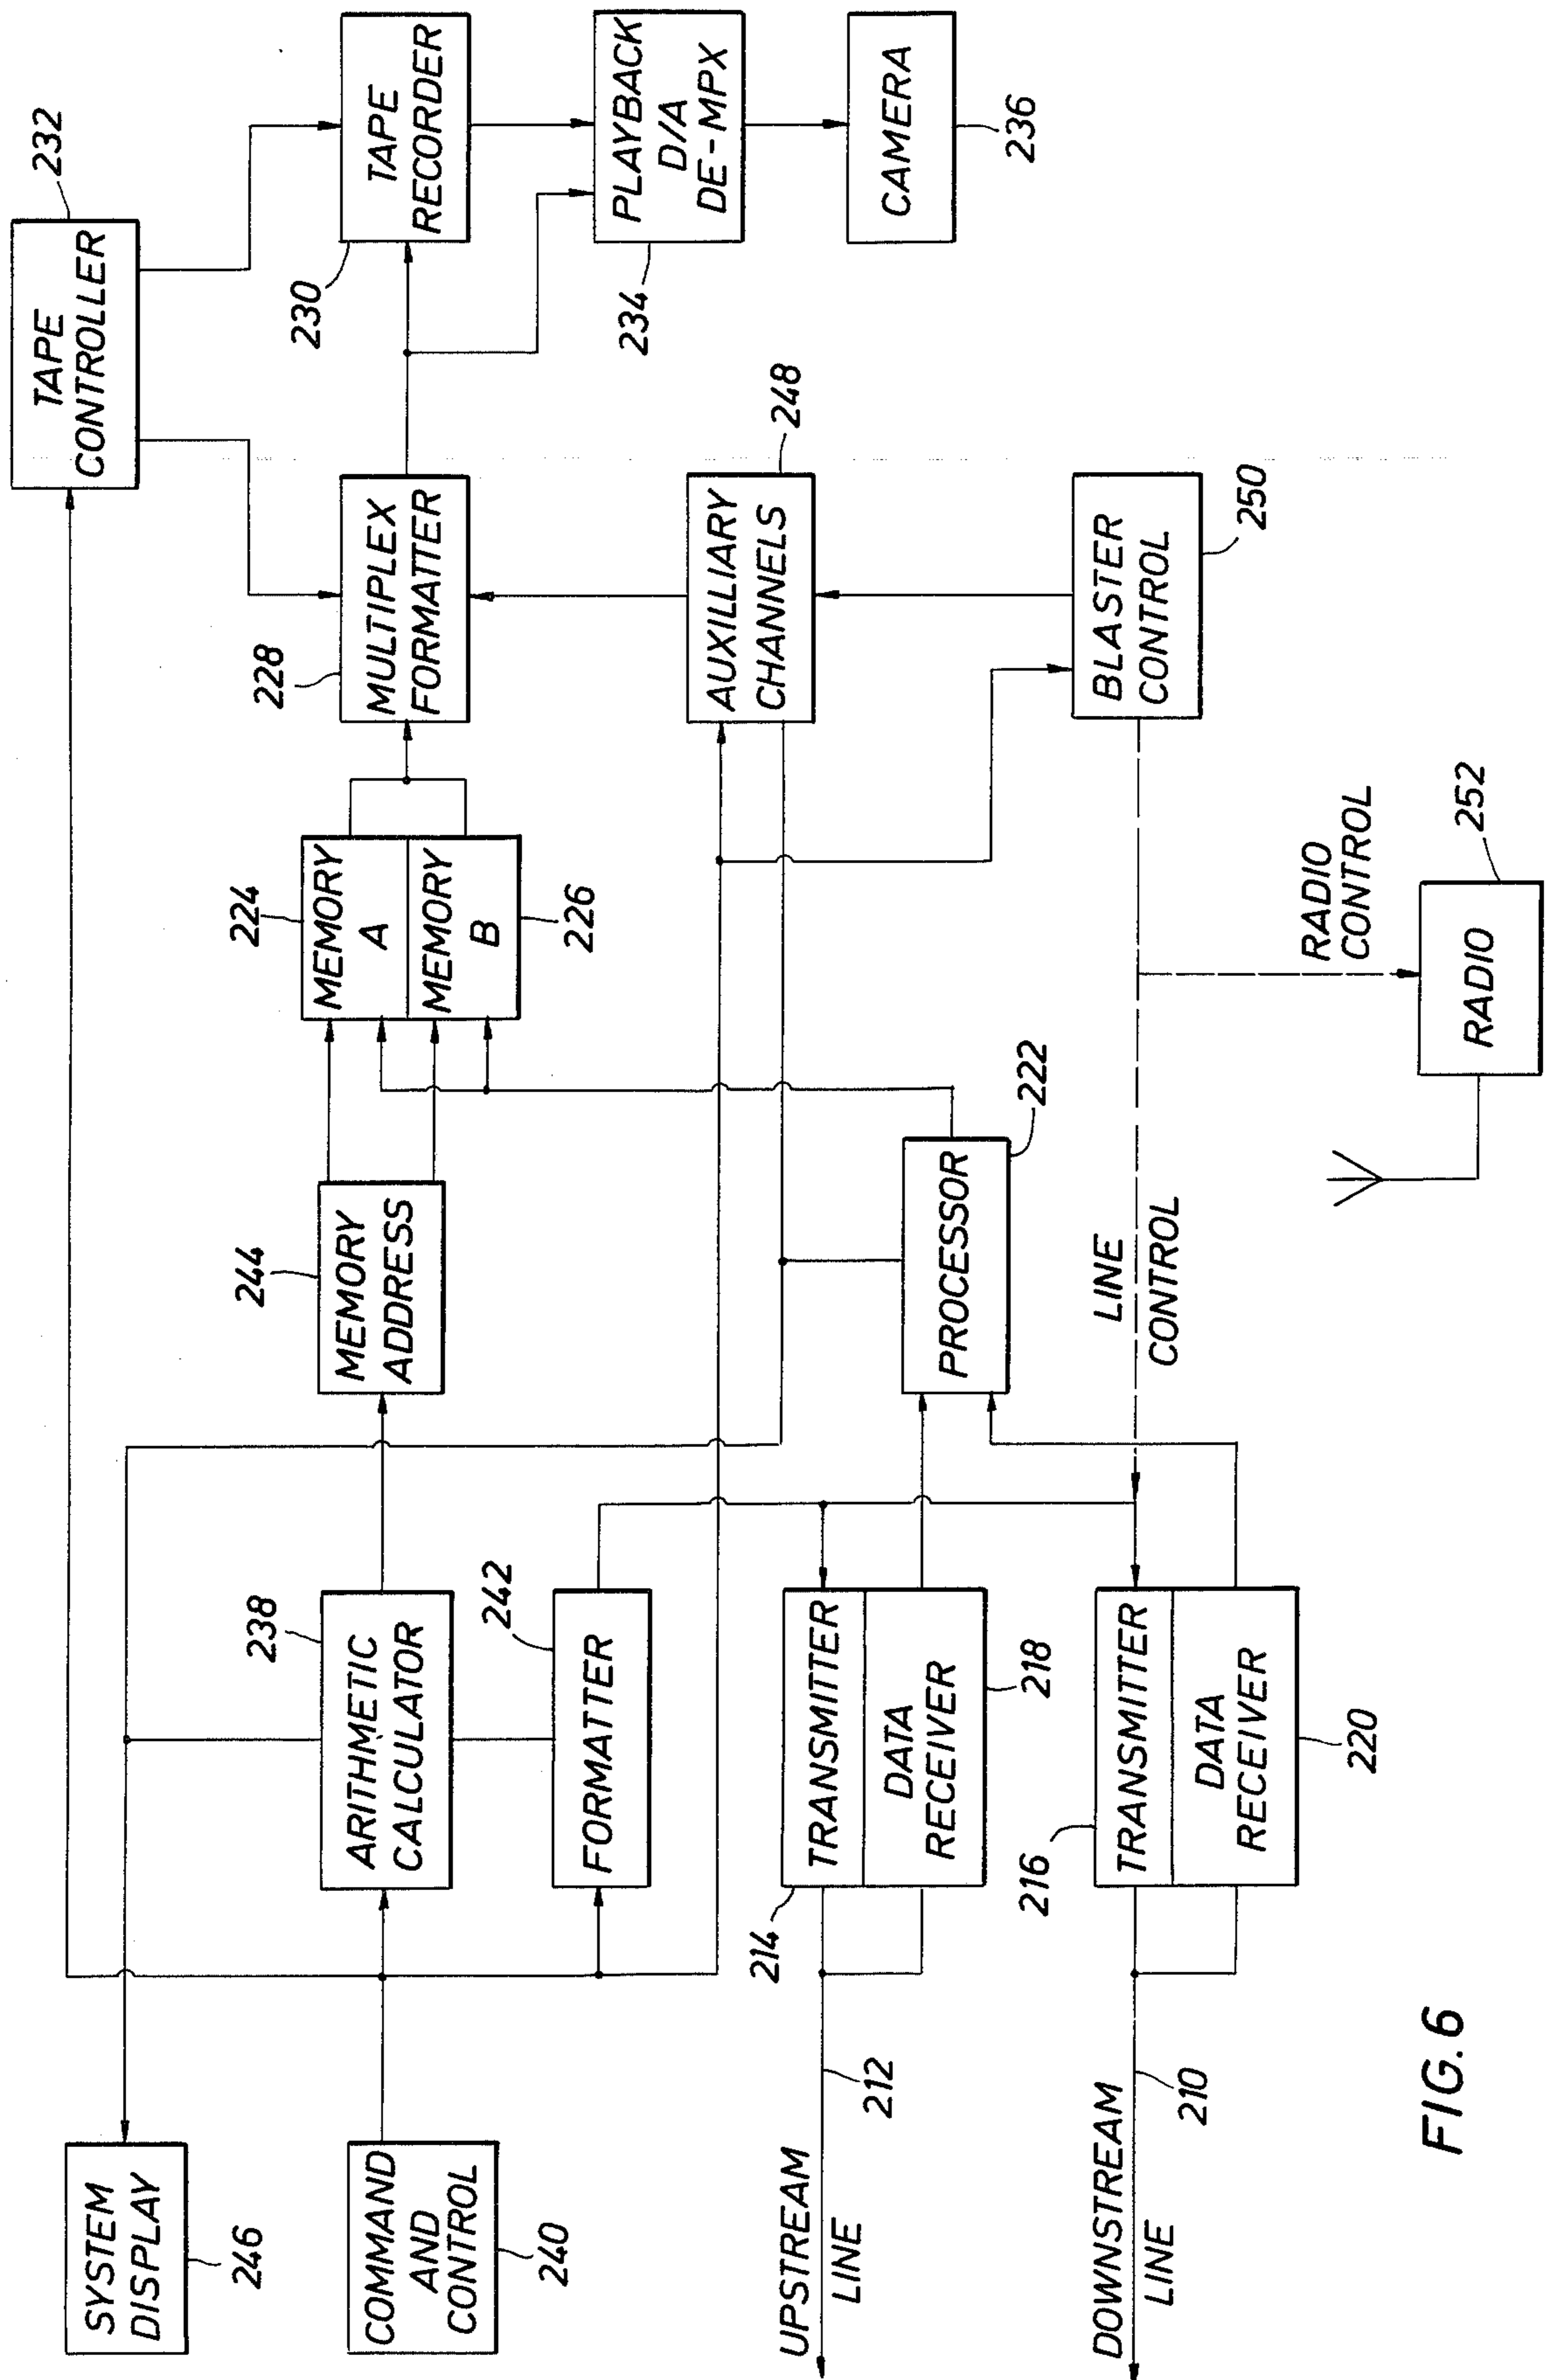 232
TAPE
CONTROLLER
TAPE
RECORDER
230
PLAYBACK
D/A
DE-MPX
234
CAMERA
236
228
MULTIPLEX
FORMATTER
248
AUXILLIARY
CHANNELS
BLASTER
CONTROL
250
224
MEMORY
A
MEMORY
B
226
RADIO
CONTROL
252
RADIO
244
MEMORY
ADDRESS
PROCESSOR
222
LINE
CONTROL
238
ARITHMETIC
CALCULATOR
242
FORMATTER
214
TRANSMITTER
DATA
RECEIVER
218
216
TRANSMITTER
DATA
RECEIVER
220
SYSTEM
DISPLAY
246
COMMAND
AND
CONTROL
240
UPSTREAM
LINE
212
DOWNSTREAM
LINE
210
FIG. 6